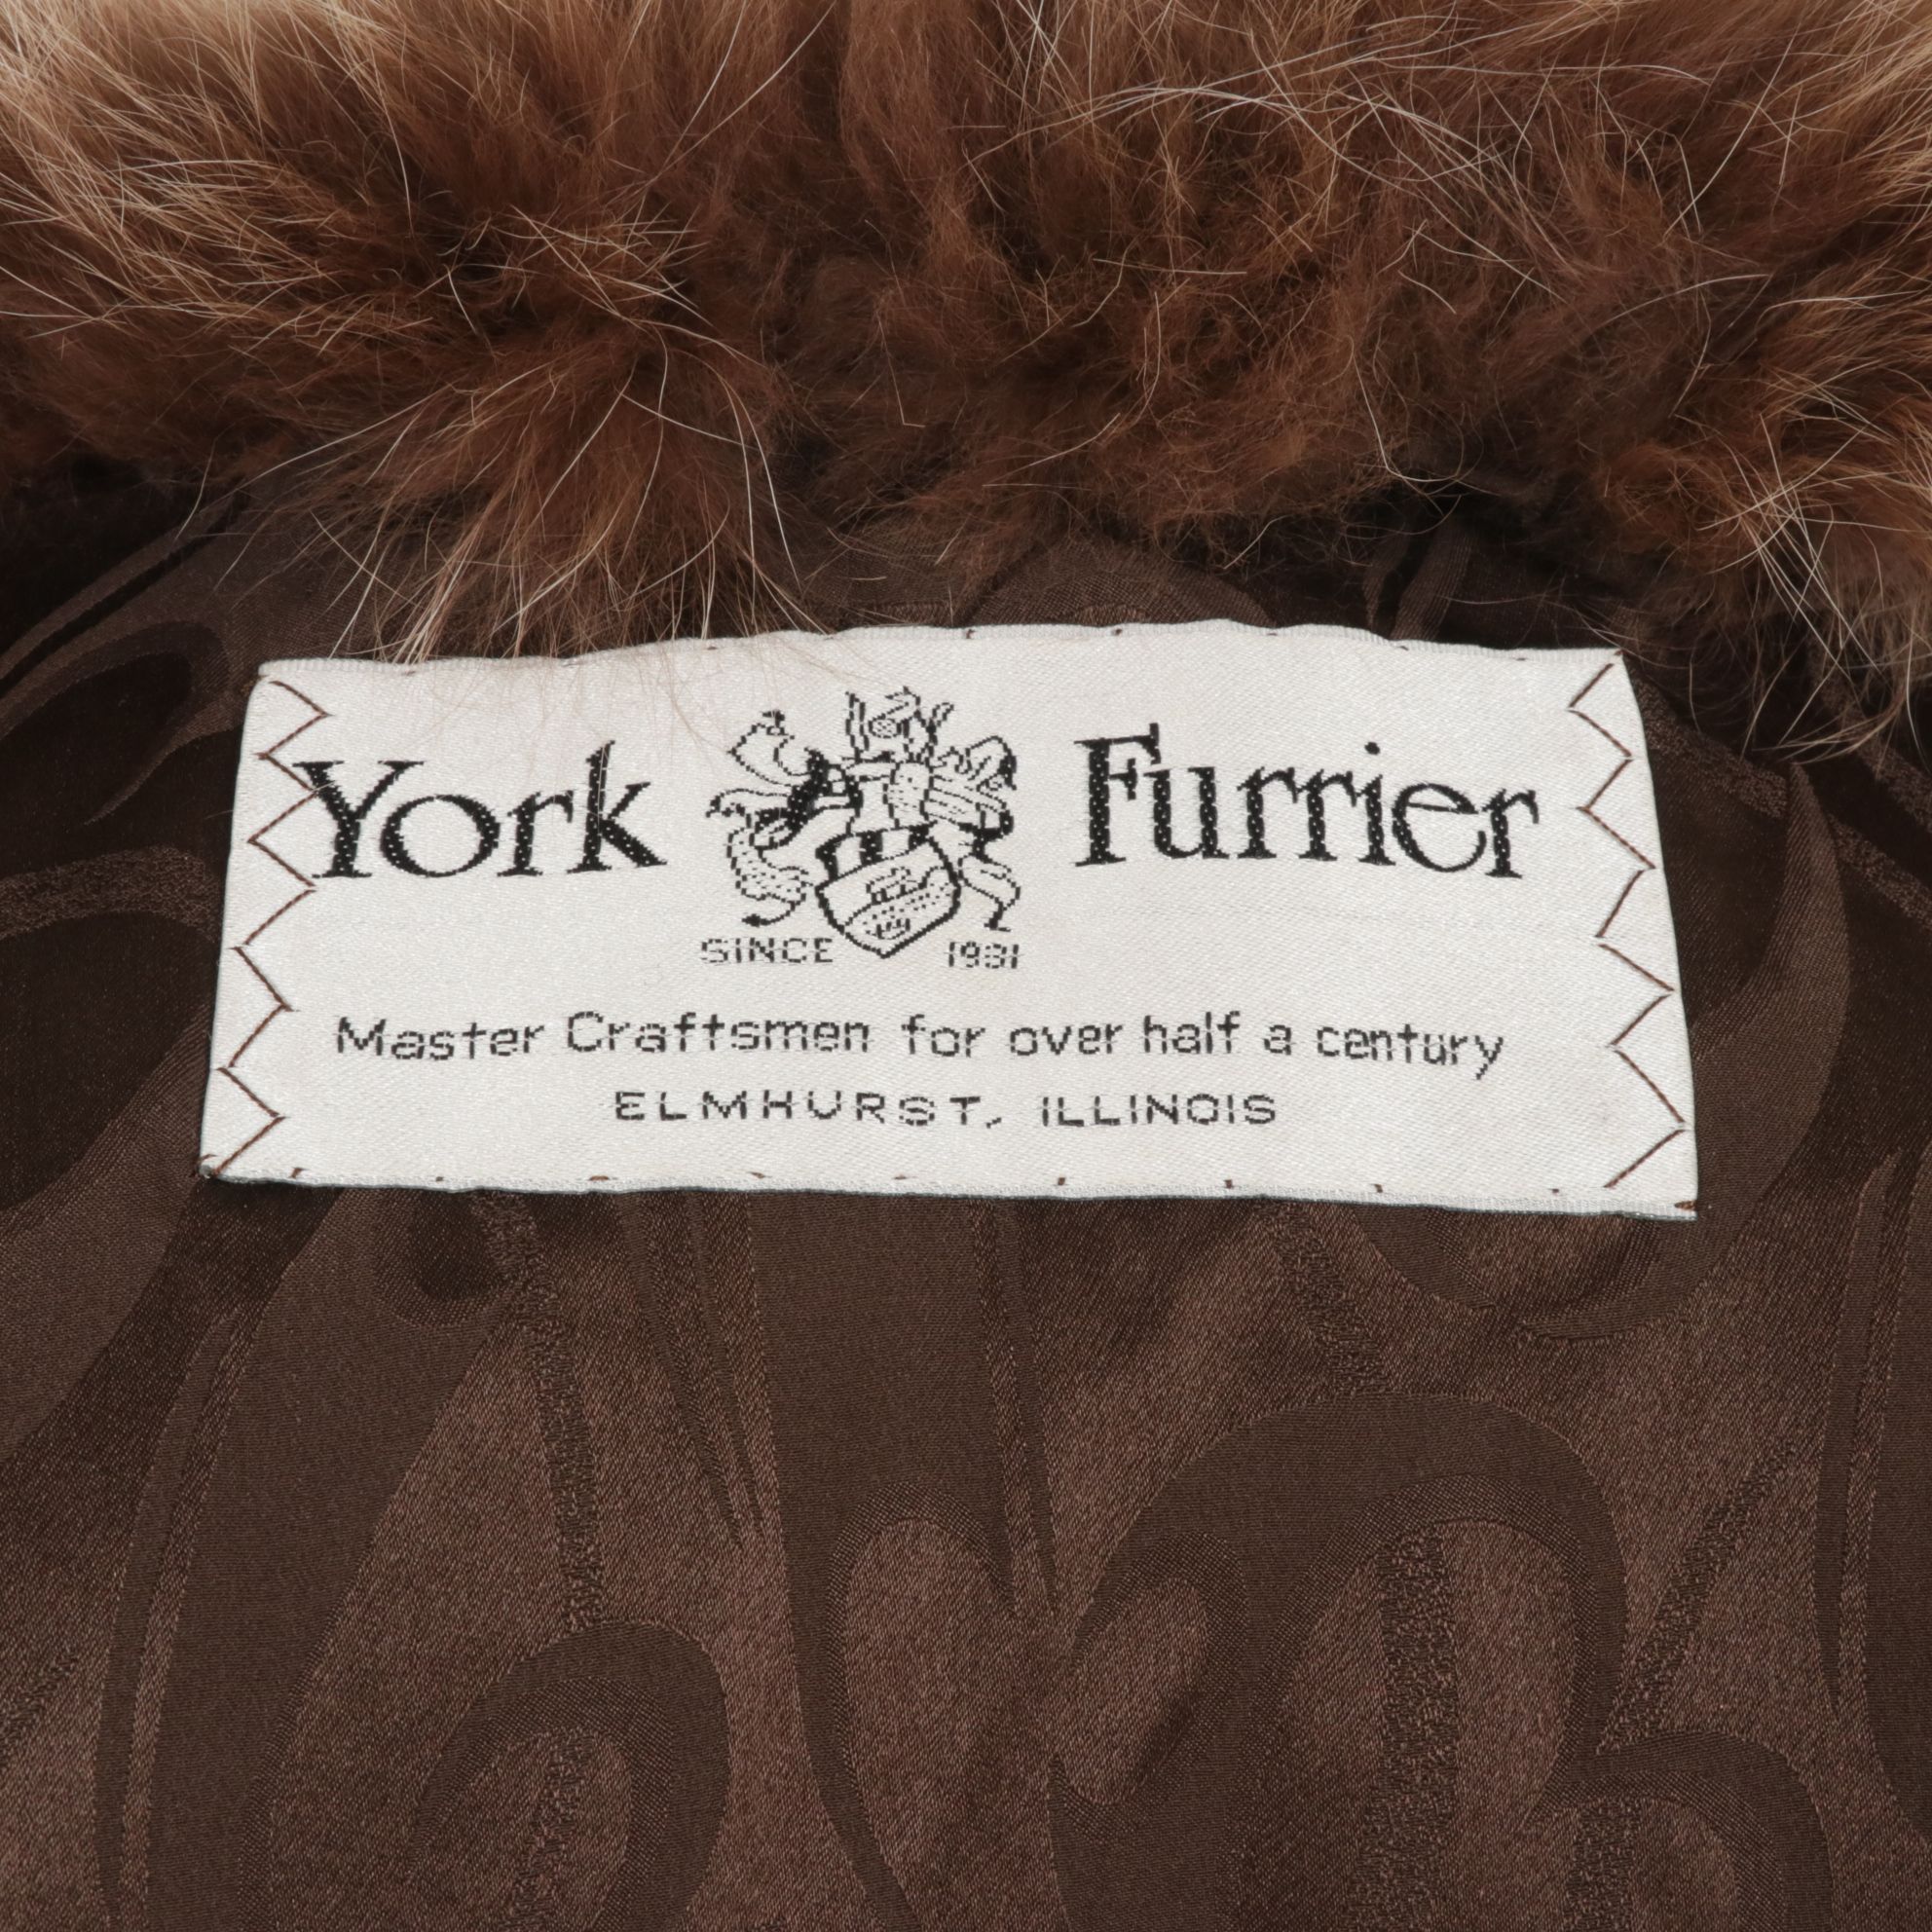 York Furrier
SINCE 1931
Master Craftsmen for over half a century
ELMHURST, ILLINOIS